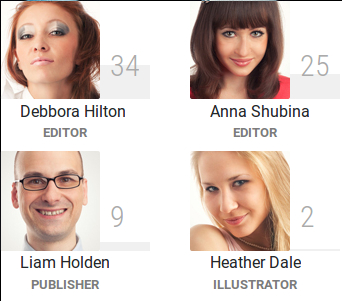 34
25
Debbora Hilton
Anna Shubina
EDITOR
EDITOR
9
2
Liam Holden
Heather Dale
PUBLISHER
ILLUSTRATOR